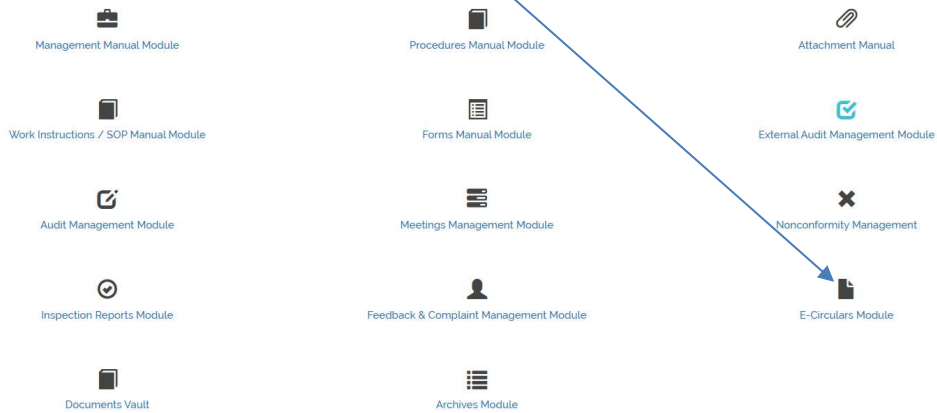 Management Manual Module
Procedures Manual Module
Attachment Manual
Work Instructions / SOP Manual Module
Forms Manual Module
External Audit Management Module
Audit Management Module
Meetings Management Module
Nonconformity Management
Inspection Reports Module
Feedback & Complaint Management Module
E-Circulars Module
Documents Vault
Archives Module